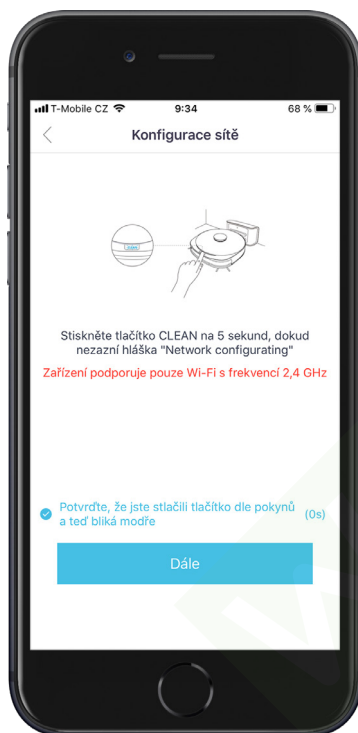 T-Mobile CZ 9:34 68 %
Konfigurace sítě
Stiskněte tlačítko CLEAN na 5 sekund, dokud
nezazní hláška "Network configurating"
Zařízení podporuje pouze Wi-Fi s frekvencí 2,4 GHz
Potvrďte, že jste stlačili tlačítko dle pokynů
a teď bliká modře (0s)
Dále